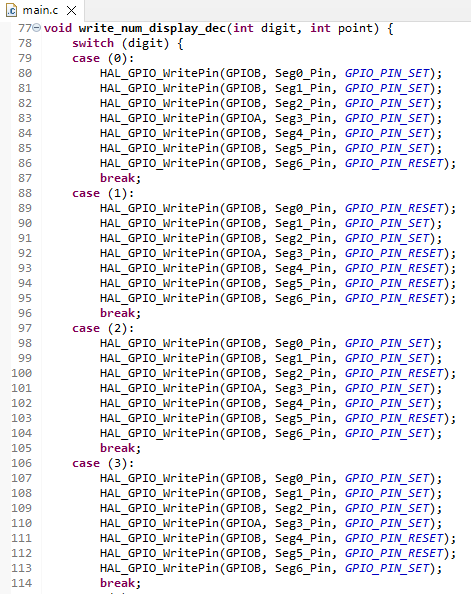 main.c
77 void write_num_display_dec(int digit, int point) {
78 switch (digit) {
79 case (0):
80 HAL_GPIO_WritePin(GPIOB, Seg0_Pin, GPIO_PIN_SET);
81 HAL_GPIO_WritePin(GPIOB, Seg1_Pin, GPIO_PIN_SET);
82 HAL_GPIO_WritePin(GPIOB, Seg2_Pin, GPIO_PIN_SET);
83 HAL_GPIO_WritePin(GPIOA, Seg3_Pin, GPIO_PIN_SET);
84 HAL_GPIO_WritePin(GPIOB, Seg4_Pin, GPIO_PIN_SET);
85 HAL_GPIO_WritePin(GPIOB, Seg5_Pin, GPIO_PIN_SET);
86 HAL_GPIO_WritePin(GPIOB, Seg6_Pin, GPIO_PIN_RESET);
87 break;
88 case (1):
89 HAL_GPIO_WritePin(GPIOB, Seg0_Pin, GPIO_PIN_RESET);
90 HAL_GPIO_WritePin(GPIOB, Seg1_Pin, GPIO_PIN_SET);
91 HAL_GPIO_WritePin(GPIOB, Seg2_Pin, GPIO_PIN_SET);
92 HAL_GPIO_WritePin(GPIOA, Seg3_Pin, GPIO_PIN_RESET);
93 HAL_GPIO_WritePin(GPIOB, Seg4_Pin, GPIO_PIN_RESET);
94 HAL_GPIO_WritePin(GPIOB, Seg5_Pin, GPIO_PIN_RESET);
95 HAL_GPIO_WritePin(GPIOB, Seg6_Pin, GPIO_PIN_RESET);
96 break;
97 case (2):
98 HAL_GPIO_WritePin(GPIOB, Seg0_Pin, GPIO_PIN_SET);
99 HAL_GPIO_WritePin(GPIOB, Seg1_Pin, GPIO_PIN_SET);
100 HAL_GPIO_WritePin(GPIOB, Seg2_Pin, GPIO_PIN_RESET);
101 HAL_GPIO_WritePin(GPIOA, Seg3_Pin, GPIO_PIN_SET);
102 HAL_GPIO_WritePin(GPIOB, Seg4_Pin, GPIO_PIN_SET);
103 HAL_GPIO_WritePin(GPIOB, Seg5_Pin, GPIO_PIN_RESET);
104 HAL_GPIO_WritePin(GPIOB, Seg6_Pin, GPIO_PIN_SET);
105 break;
106 case (3):
107 HAL_GPIO_WritePin(GPIOB, Seg0_Pin, GPIO_PIN_SET);
108 HAL_GPIO_WritePin(GPIOB, Seg1_Pin, GPIO_PIN_SET);
109 HAL_GPIO_WritePin(GPIOB, Seg2_Pin, GPIO_PIN_SET);
110 HAL_GPIO_WritePin(GPIOA, Seg3_Pin, GPIO_PIN_SET);
111 HAL_GPIO_WritePin(GPIOB, Seg4_Pin, GPIO_PIN_RESET);
112 HAL_GPIO_WritePin(GPIOB, Seg5_Pin, GPIO_PIN_RESET);
113 HAL_GPIO_WritePin(GPIOB, Seg6_Pin, GPIO_PIN_SET);
114 break;